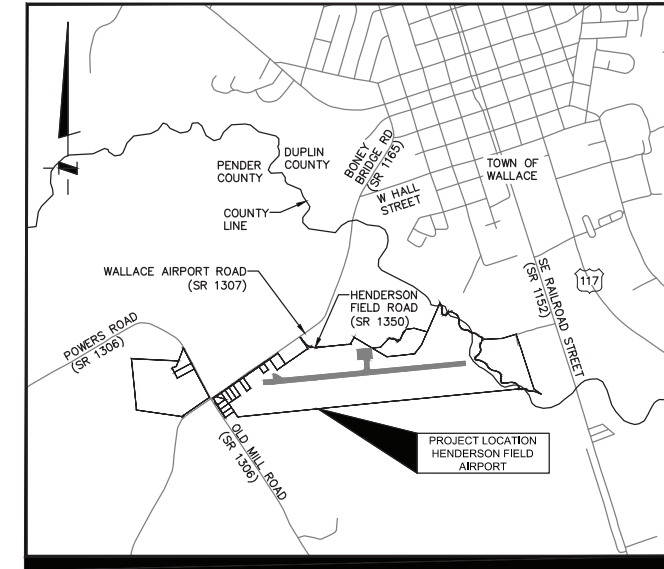 DUPLIN
COUNTY
PENDER
COUNTY
COUNTY
LINE
BONEY
BRIDGE RD
(SR 1165)
W HALL
STREET
TOWN OF
WALLACE
WALLACE AIRPORT ROAD
(SR 1307)
HENDERSON
FIELD ROAD
(SR 1350)
SE RAILROAD STREET
(SR 1152)
117
POWERS ROAD
(SR 1306)
OLD MILL ROAD
(SR 1306)
PROJECT LOCATION
HENDERSON FIELD
AIRPORT